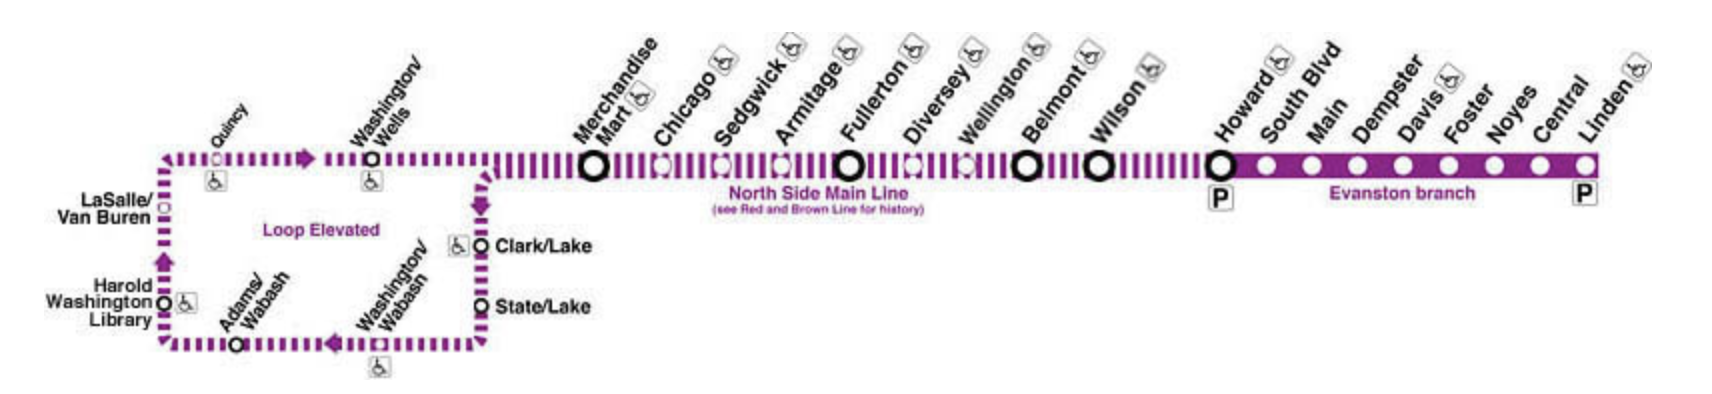 Quincy
Washington/
Wells
Merchandise
Mart
Chicago
Sedgwick
Armitage
Fullerton
Diversey
Wellington
Belmont
Wilson
Howard
South Blvd
Main
Dempster
Davis
Foster
Noyes
Central
Linden
P
P
North Side Main Line
(see Red and Brown Line for history)
Evanston branch
LaSalle/
Van Buren
Loop Elevated
Clark/Lake
Harold
Washington
Library
Adams/
Wabash
Washington/
Wabasn
State/Lake